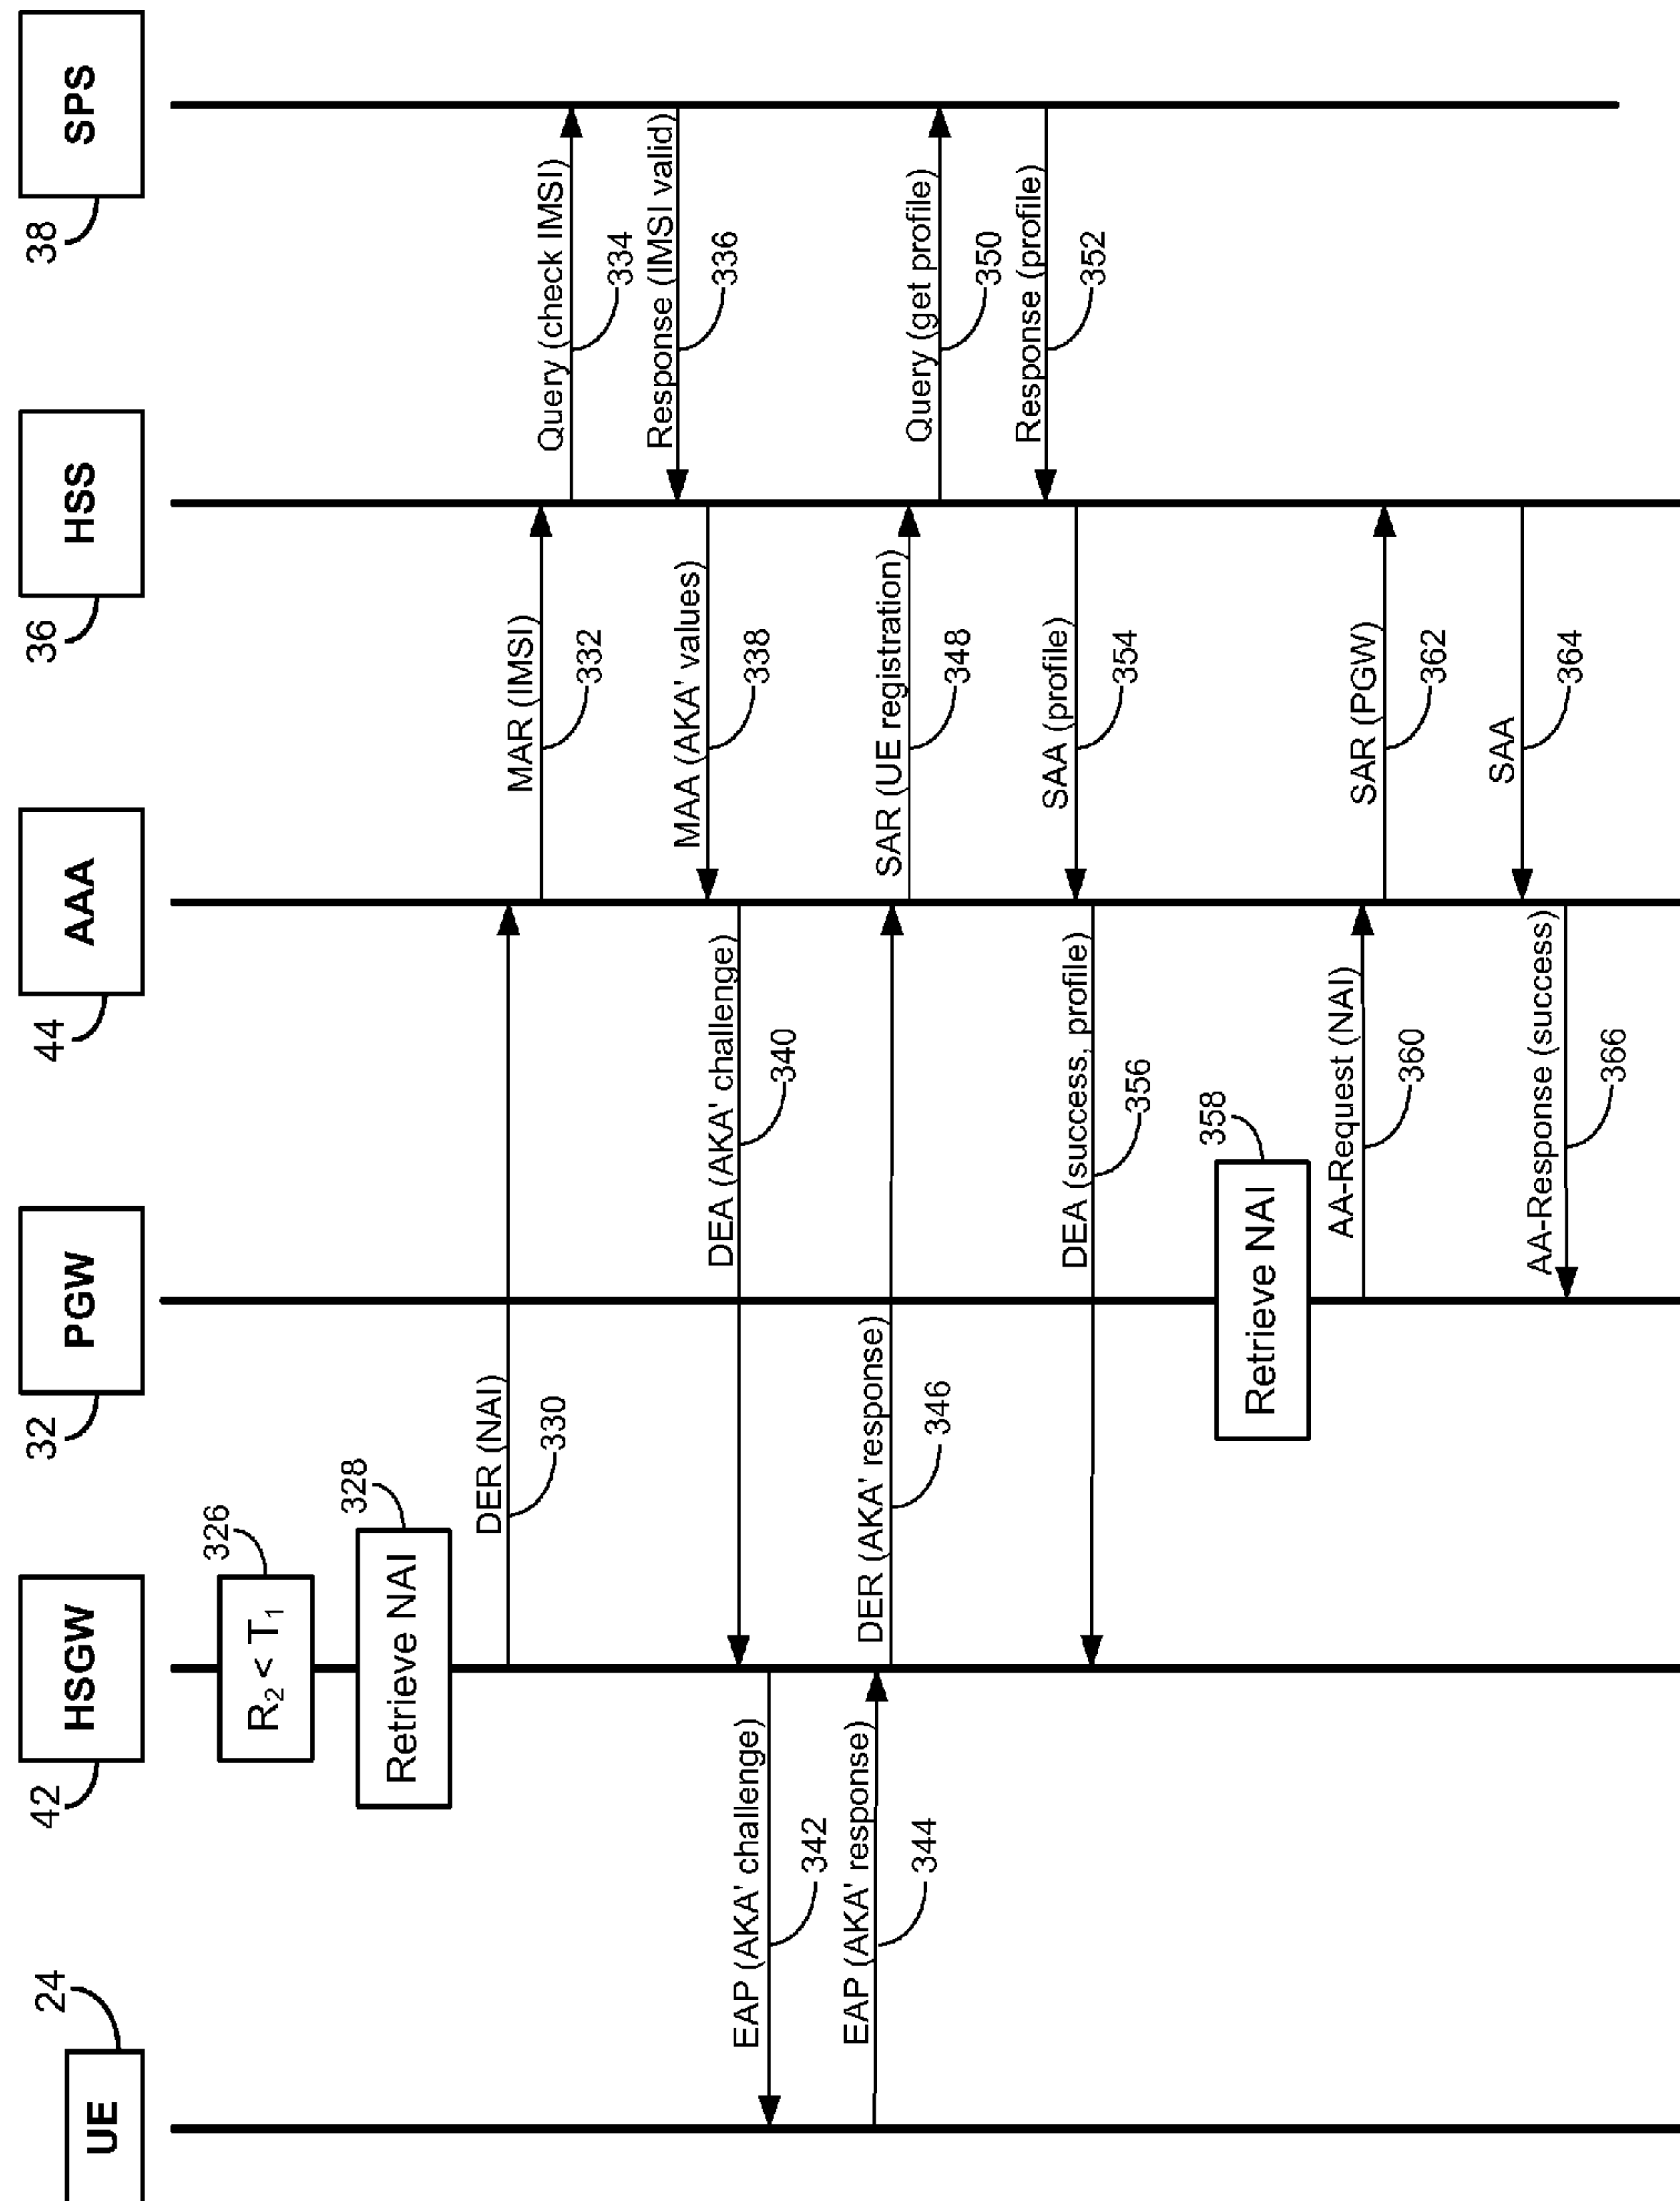 UE
24
HSGW
42
PGW
32
AAA
44
HSS
36
SPS
38
R2 < T1
326
Retrieve NAI
328
DER (NAI)
330
MAR (IMSI)
332
Query (check IMSI)
334
Response (IMSI valid)
336
MAA (AKA' values)
338
DEA (AKA' challenge)
340
EAP (AKA' challenge)
342
EAP (AKA' response)
344
DER (AKA' response)
346
SAR (UE registration)
348
Query (get profile)
350
Response (profile)
352
SAA (profile)
354
DEA (success, profile)
356
Retrieve NAI
358
AA-Request (NAI)
360
SAR (PGW)
362
SAA
364
AA-Response (success)
366